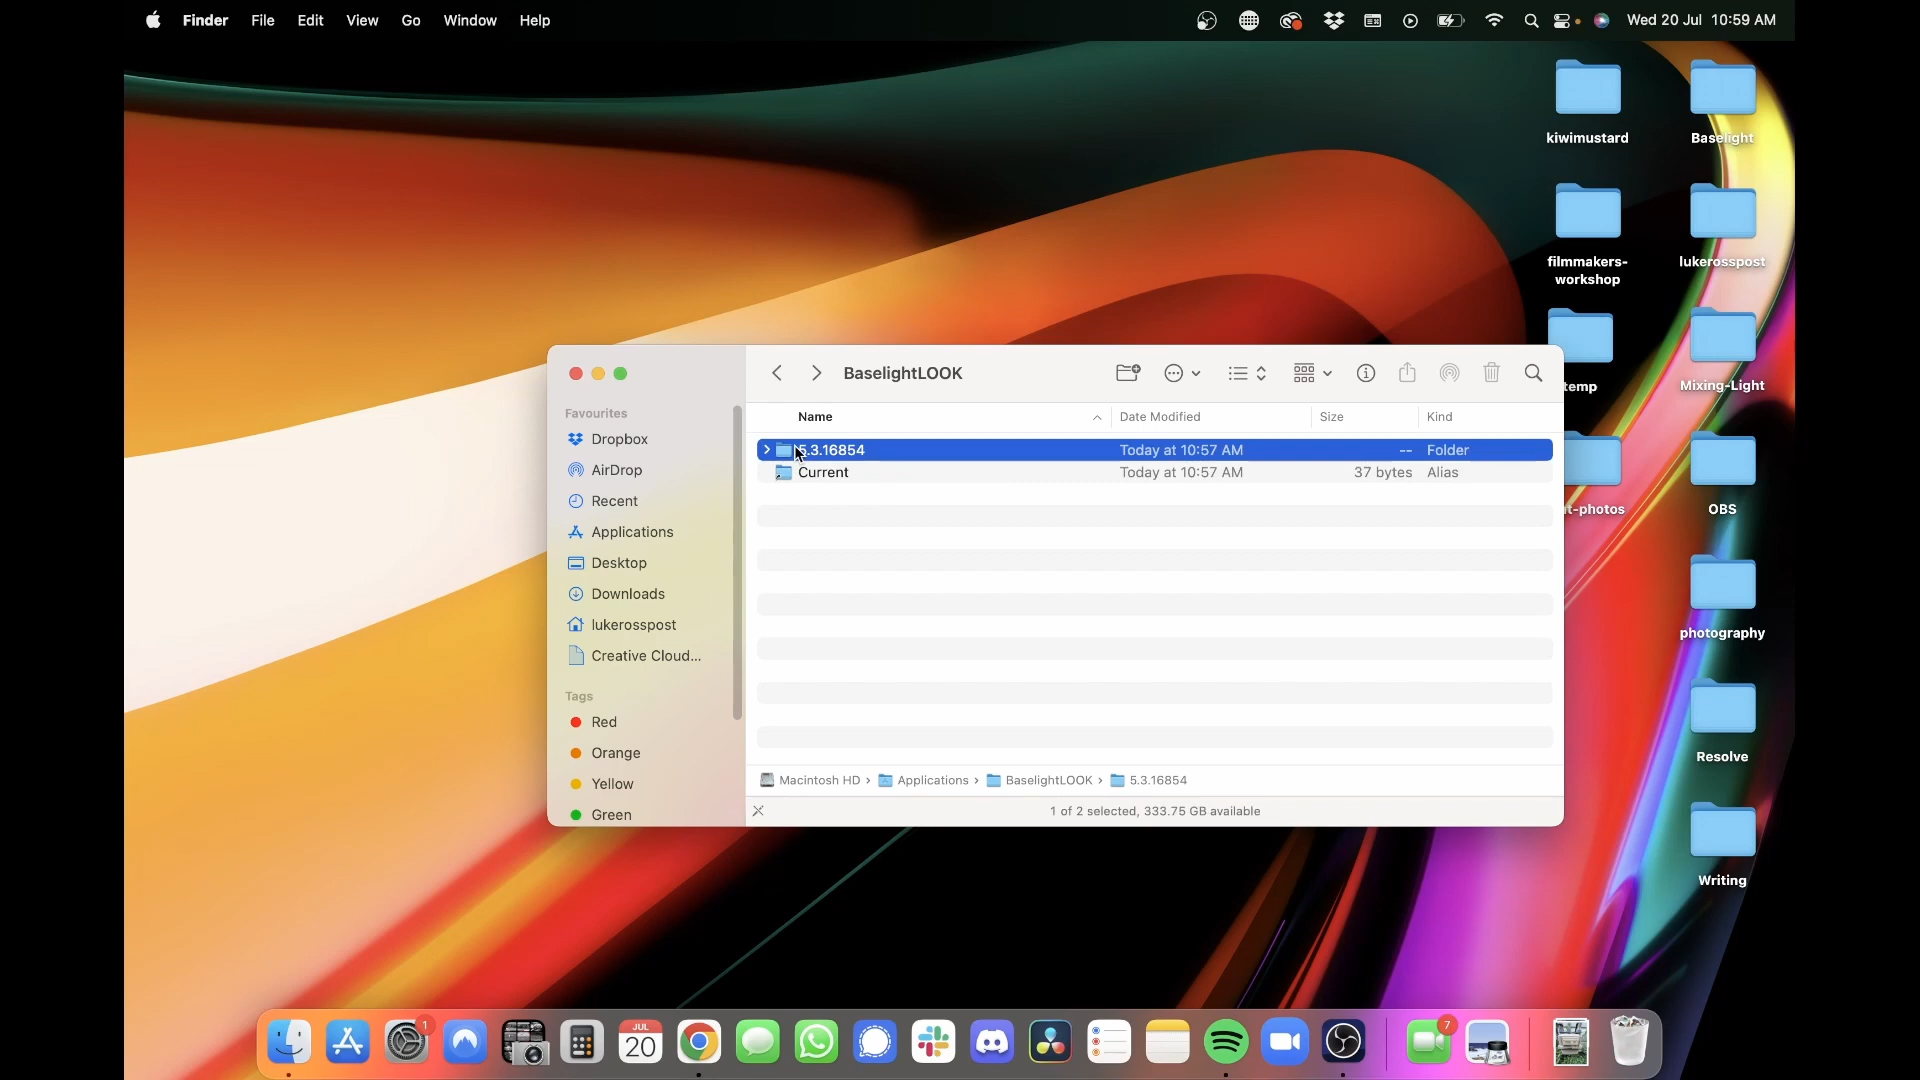 Finder File Edit View Go Window Help
Wed 20 Jul 10:59 AM
kiwimustard
Baselight
filmmakers-
workshop
lukerosspost
temp
Mixing-Light
t-photos
OBS
photography
Resolve
Writing
BaselightLOOK
Favourites
Dropbox
AirDrop
Recent
Applications
Desktop
Downloads
lukerosspost
Creative Cloud...
Tags
Red
Orange
Yellow
Green
Name Date Modified Size Kind
5.3.16854 Today at 10:57 AM -- Folder
Current Today at 10:57 AM 37 bytes Alias
Macintosh HD › Applications › BaselightLOOK › 5.3.16854
1 of 2 selected, 333.75 GB available
1
JUL
20
7